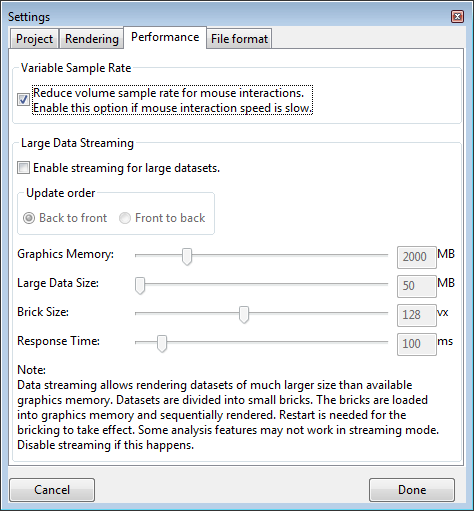 Settings
Project Rendering Performance File format
Variable Sample Rate
Reduce volume sample rate for mouse interactions.
Enable this option if mouse interaction speed is slow.
Large Data Streaming
Enable streaming for large datasets.
Update order
Back to front Front to back
Graphics Memory: 2000 MB
Large Data Size: 50 MB
Brick Size: 128 vx
Response Time: 100 ms
Note:
Data streaming allows rendering datasets of much larger size than available
graphics memory. Datasets are divided into small bricks. The bricks are loaded
into graphics memory and sequentially rendered. Restart is needed for the
bricking to take effect. Some analysis features may not work in streaming mode.
Disable streaming if this happens.
Cancel Done